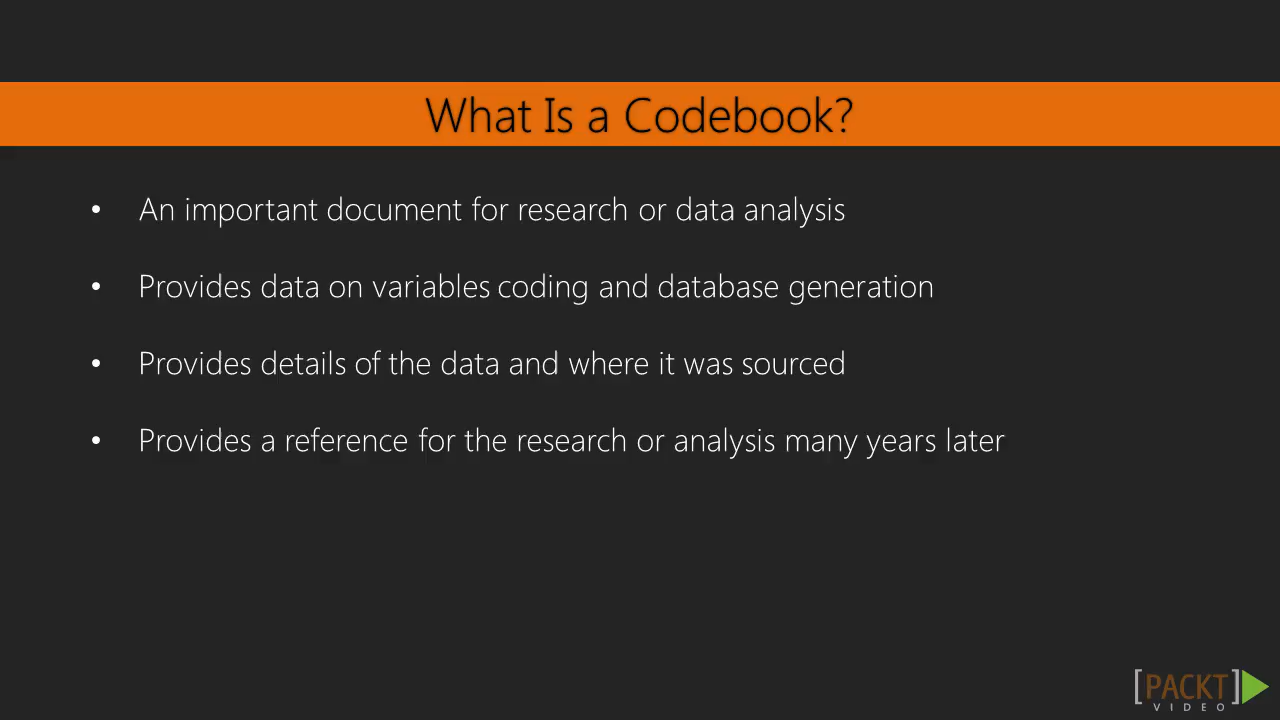 What Is a Codebook?
• An important document for research or data analysis
• Provides data on variables coding and database generation
• Provides details of the data and where it was sourced
• Provides a reference for the research or analysis many years later
[PACKT]
VIDEO